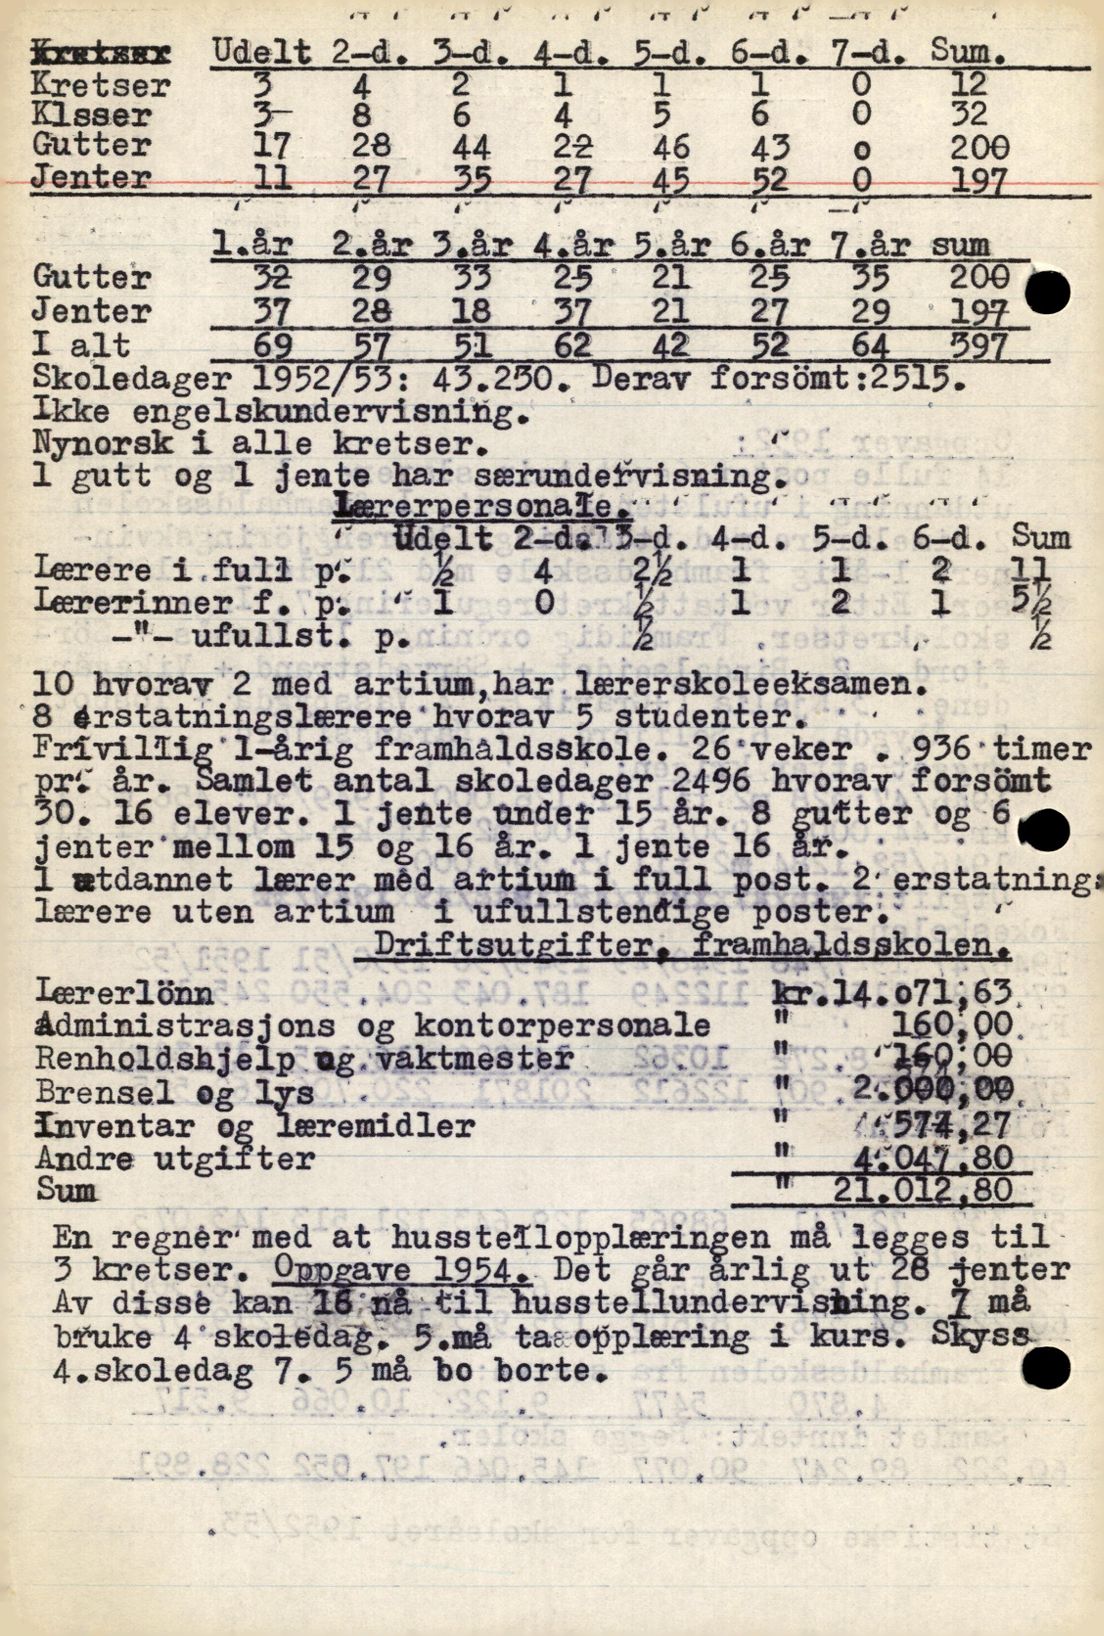 Kretser Udelt 2-d. 3-d. 4-d. 5-d. 6-d. 7-d. Sum.
Kretser 3 4 2 1 1 1 0 12
Klsser 3- 8 6 4 5 6 0 32
Gutter 17 28 44 22 46 43 o 200
Jenter 11 27 35 27 45 52 0 197
1.år 2.år 3.år 4.år 5.år 6.år 7.år sum
Gutter 32 29 33 25 21 25 35 200
Jenter 37 28 18 37 21 27 29 197
I alt 69 57 51 62 42 52 64 397
Skoledager 1952/53: 43.230. Derav forsömt:2515.
Ikke engelskundervisning.
Nynorsk i alle kretser.
1 gutt og 1 jente har særundervisning.
Lærerpersonale.
Udelt 2-de. 3-d. 4-d. 5-d. 6-d. Sum
Lærere i full p. ½ 4 2½ 1 1 2 11
Lærerinner f. p. 1 0 ½ 1 2 1 5½
-"- ufullst. p. ½ ½
10 hvorav 2 med artium,har lærerskoleeksamen.
8 erstatningslærere hvorav 5 studenter.
Frivillig 1-årig framhaldsskole. 26 veker . 936 timer
pr. år. Samlet antal skoledager 2496 hvorav forsömt
30. 16 elever. 1 jente under 15 år. 8 gutter og 6
jenter mellom 15 og 16 år. 1 jente 16 år.
1 utdannet lærer med artium i full post. 2 erstatnings
lærere uten artium i ufullstendige poster.
Driftsutgifter, framhaldsskolen.
Lærerlönn kr.14.071,63
Administrasjons og kontorpersonale " 160,00
Renholdshjelp og vaktmester " 160,00
Brensel og lys " 2.000,00
Inventar og læremidler " 574,27
Andre utgifter " 4.047,80
Sum " 21.012,80
En regner med at husstellopplæringen må legges til
3 kretser. Oppgave 1954. Det går årlig ut 28 jenter
Av disse kan 16 nå til husstellundervisning. 7 må
bruke 4 skoledag. 5.må ta opplæring i kurs. Skyss
4.skoledag 7. 5 må bo borte.